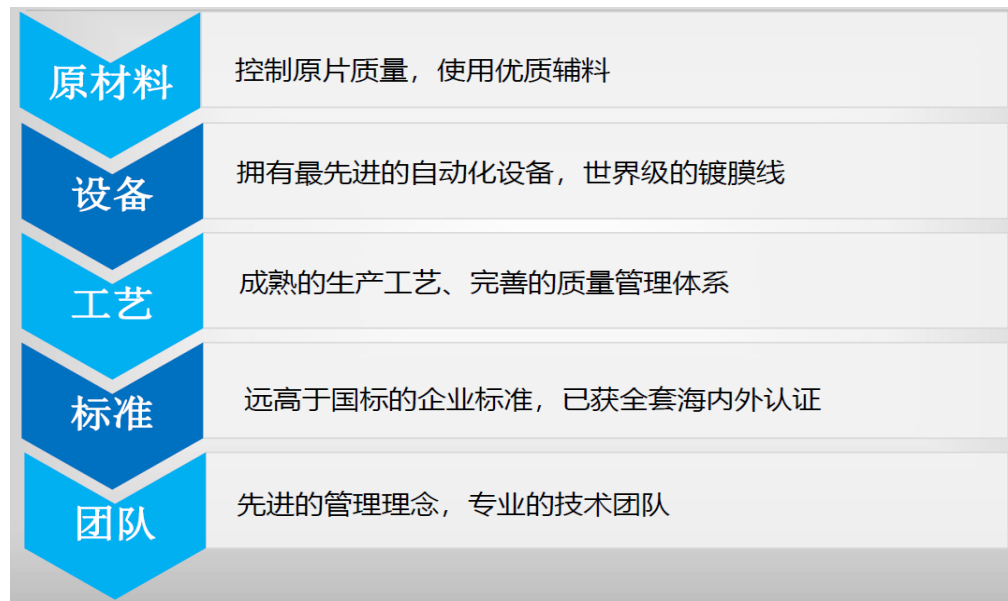 原材料
控制原片质量，使用优质辅料
设备
拥有最先进的自动化设备，世界级的镀膜线
工艺
成熟的生产工艺、完善的质量管理体系
标准
远高于国标的企业标准，已获全套海内外认证
团队
先进的管理理念，专业的技术团队